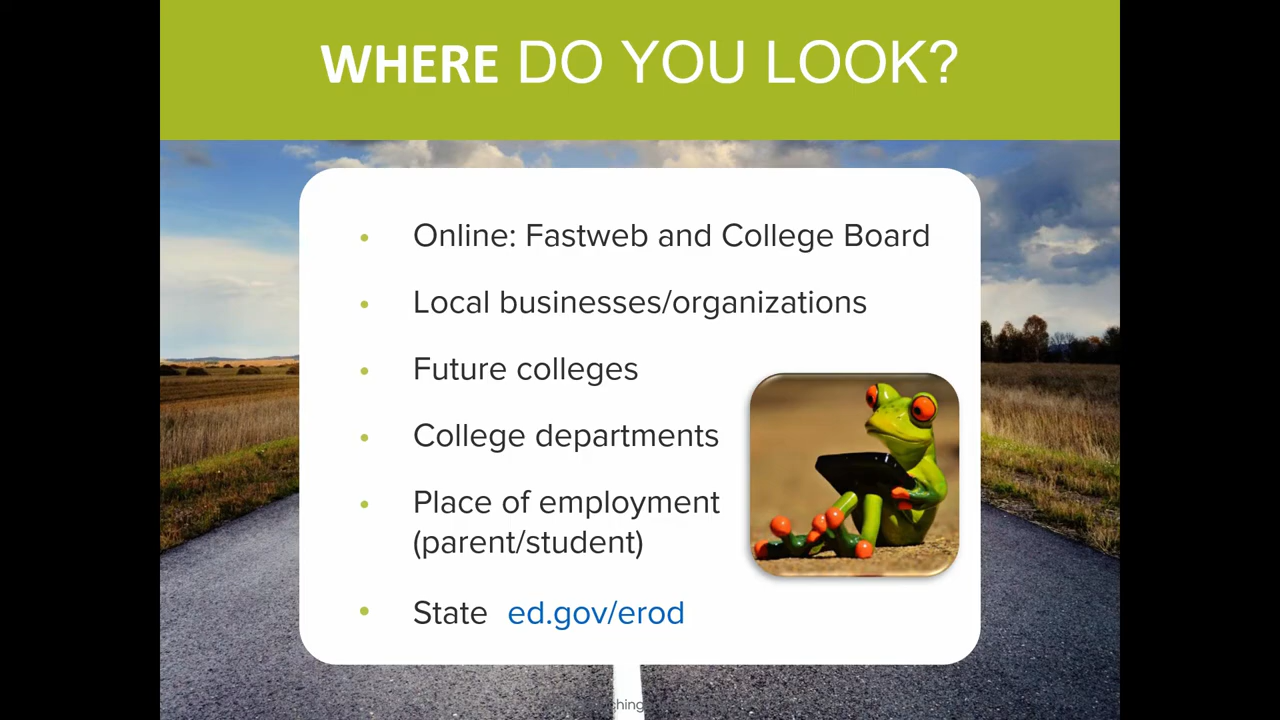 WHERE DO YOU LOOK?
• Online: Fastweb and College Board
• Local businesses/organizations
• Future colleges
• College departments
• Place of employment
(parent/student)
• State ed.gov/erod